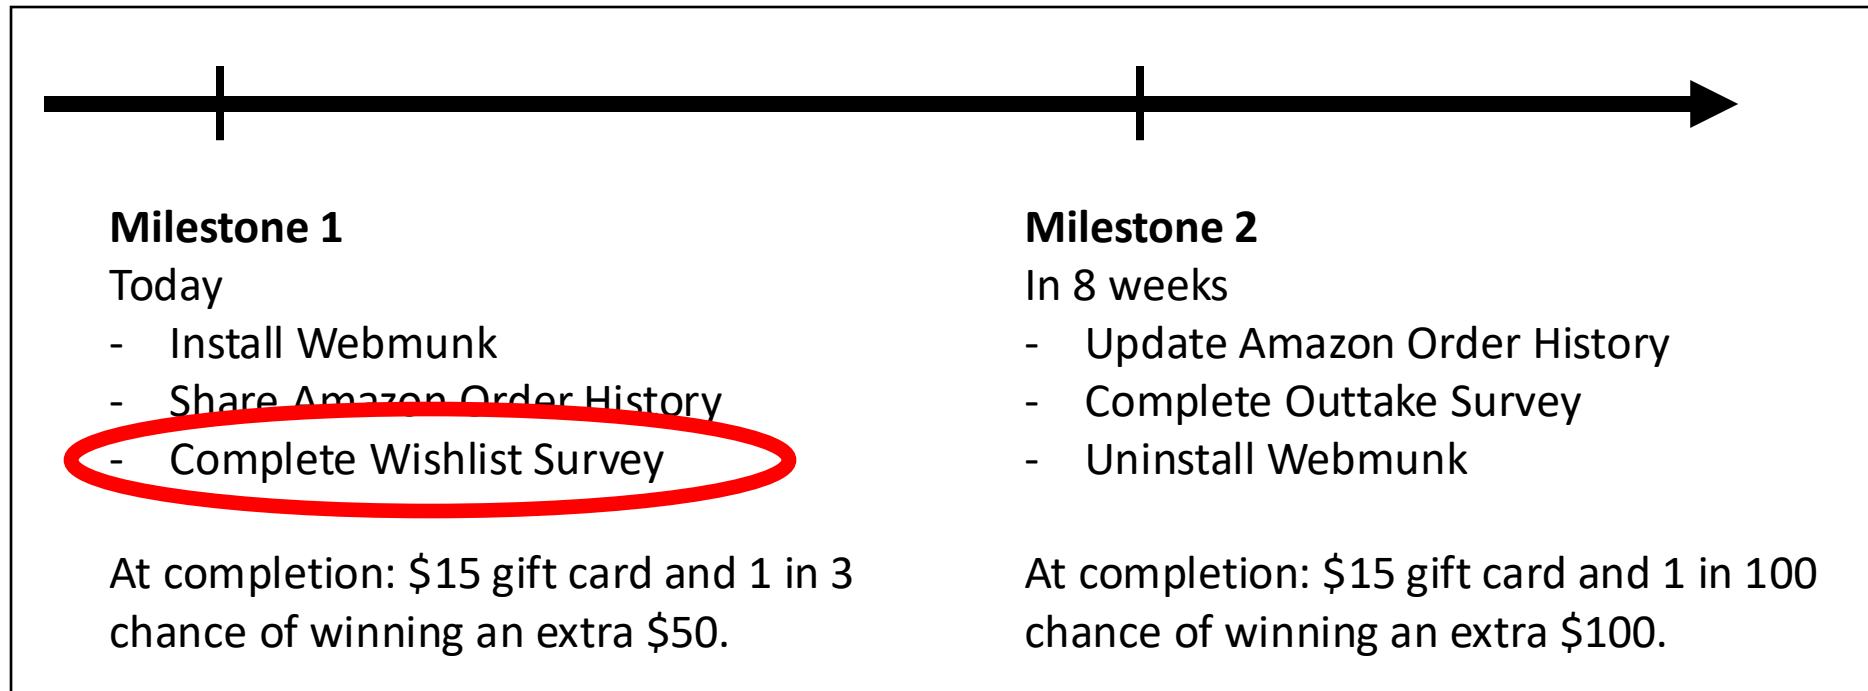 Milestone 1
Today
- Install Webmunk
- Share Amazon Order History
- Complete Wishlist Survey
At completion: $15 gift card and 1 in 3
chance of winning an extra $50.
Milestone 2
In 8 weeks
- Update Amazon Order History
- Complete Outtake Survey
- Uninstall Webmunk
At completion: $15 gift card and 1 in 100
chance of winning an extra $100.